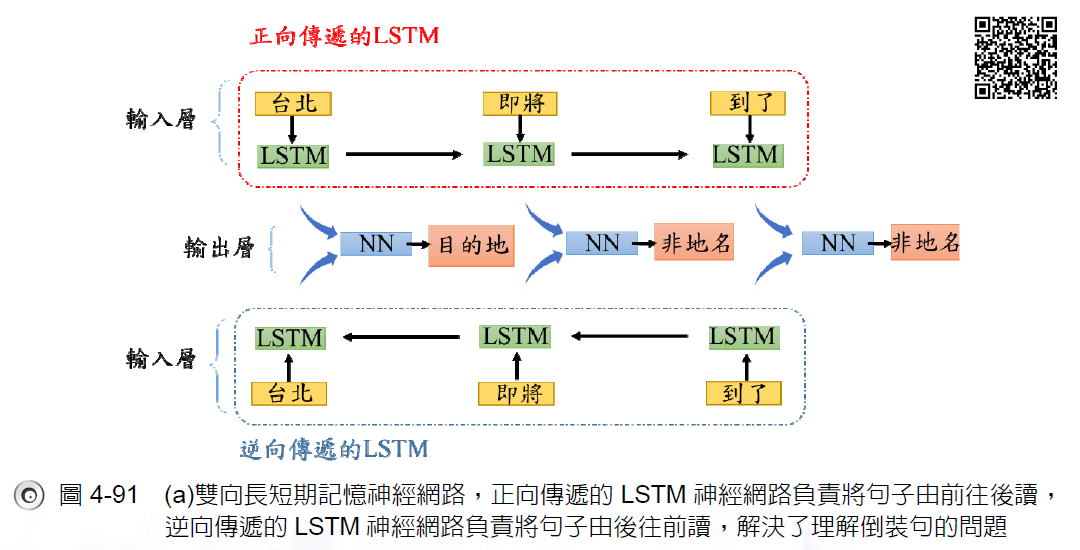 正向傳遞的LSTM
輸入層
台北 即將 到了
LSTM LSTM LSTM
輸出層
NN 目的地 NN 非地名 NN 非地名
輸入層
LSTM LSTM LSTM
台北 即將 到了
逆向傳遞的LSTM
圖 4-91 (a)雙向長短期記憶神經網路，正向傳遞的 LSTM 神經網路負責將句子由前往後讀，
逆向傳遞的 LSTM 神經網路負責將句子由後往前讀，解決了理解倒裝句的問題